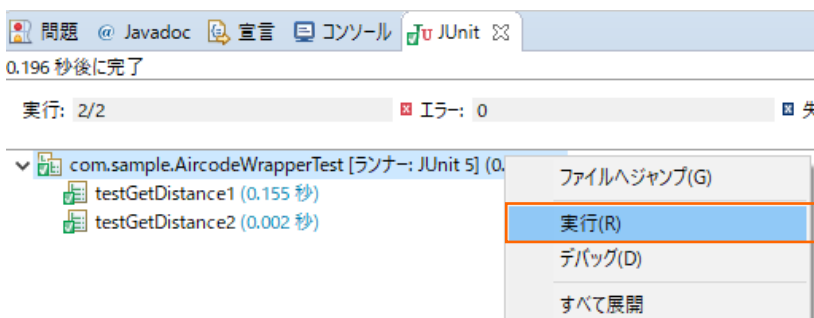 問題 @ Javadoc 宣言 コンソール JUnit
0.196 秒後に完了
実行: 2/2 エラー: 0
com.sample.AircodeWrapperTest [ランナー: JUnit 5] (0.
ファイルへジャンプ(G)
testGetDistance1 (0.155 秒)
testGetDistance2 (0.002 秒)
実行(R)
デバッグ(D)
すべて展開